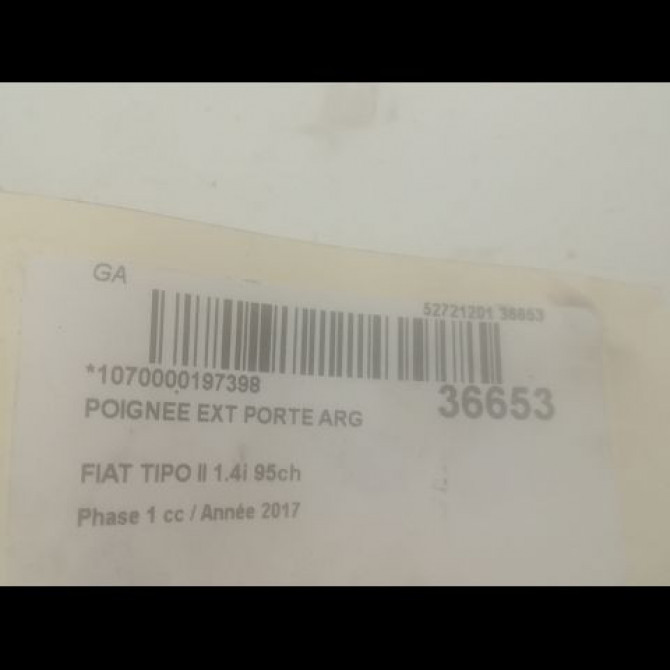 GA
52721201 36653
*1070000197398
36653
POIGNEE EXT PORTE ARG
FIAT TIPO II 1.4i 95ch
Phase 1 cc / Année 2017